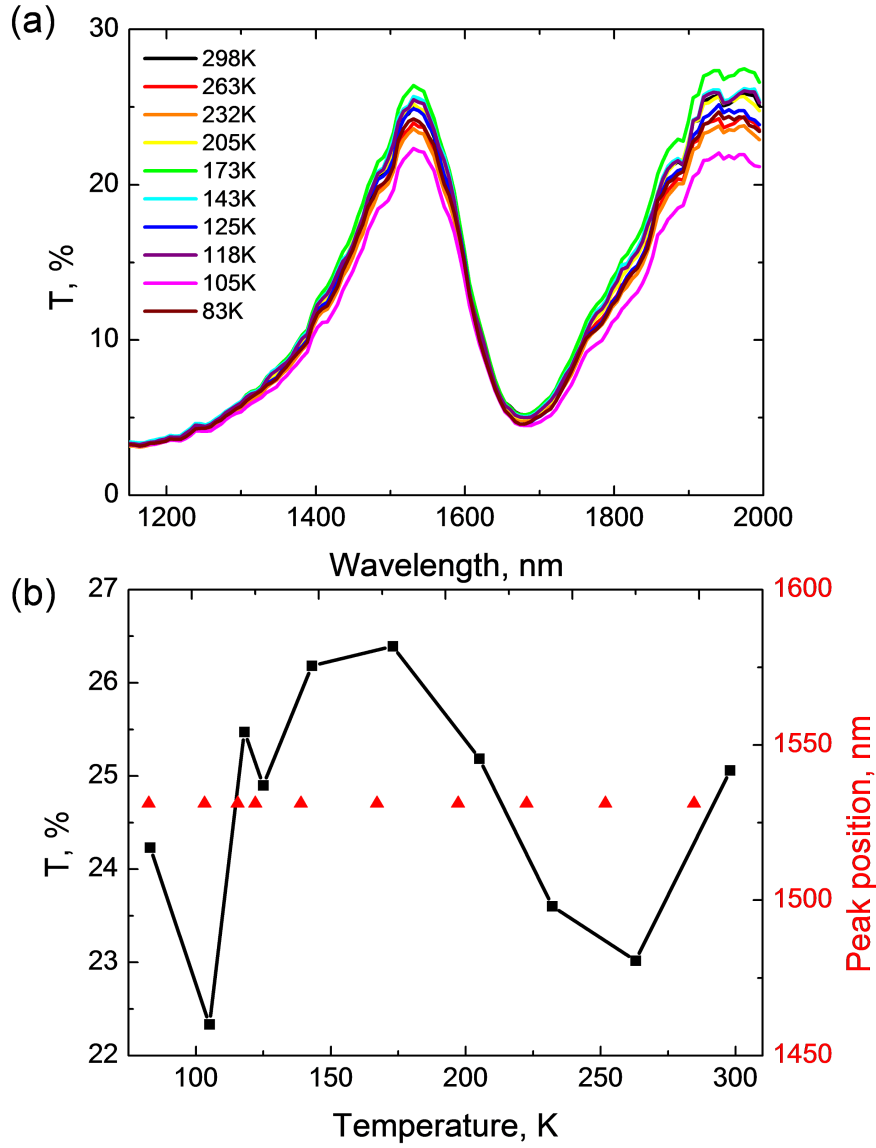 (a)
30
20
10
0
T, %
298K
263K
232K
205K
173K
143K
125K
118K
105K
83K
1200 1400 1600 1800 2000
Wavelength, nm
(b)
27
26
25
24
23
22
T, %
1600
1550
1500
1450
Peak position, nm
100 150 200 250 300
Temperature, K